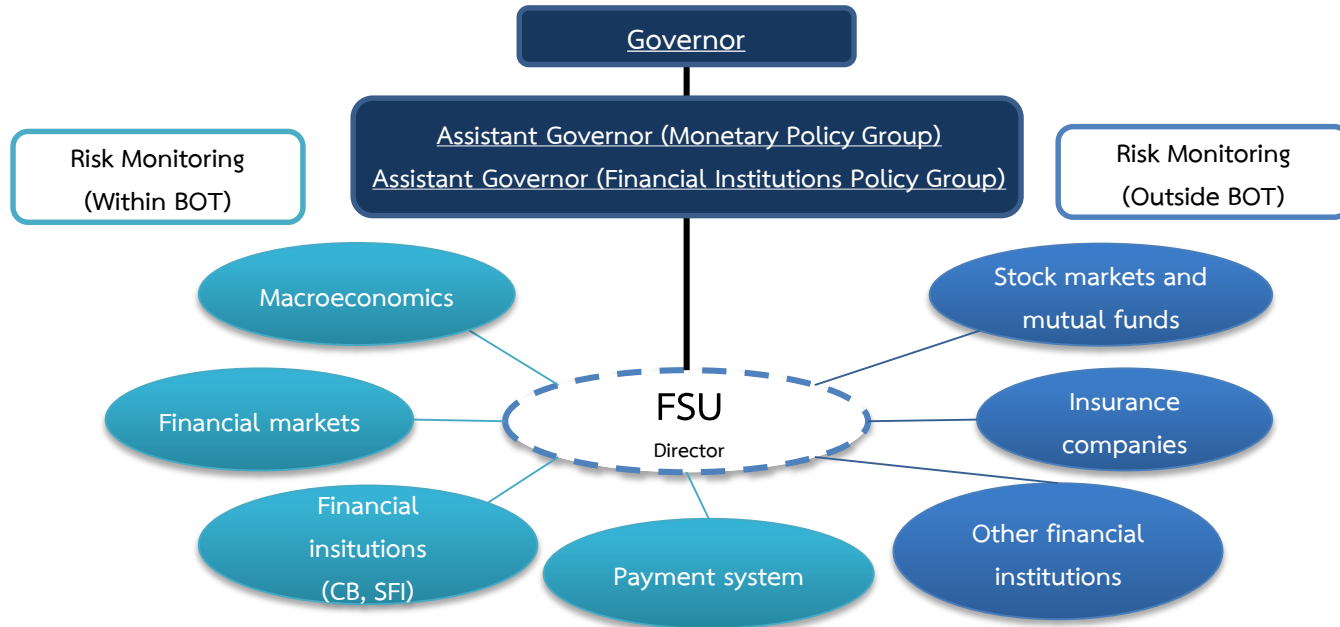 Governor
Assistant Governor (Monetary Policy Group)
Assistant Governor (Financial Institutions Policy Group)
Risk Monitoring
(Within BOT)
Risk Monitoring
(Outside BOT)
Macroeconomics
Stock markets and
mutual funds
Financial markets
FSU
Director
Insurance
companies
Financial
insitutions
(CB, SFI)
Payment system
Other financial
institutions